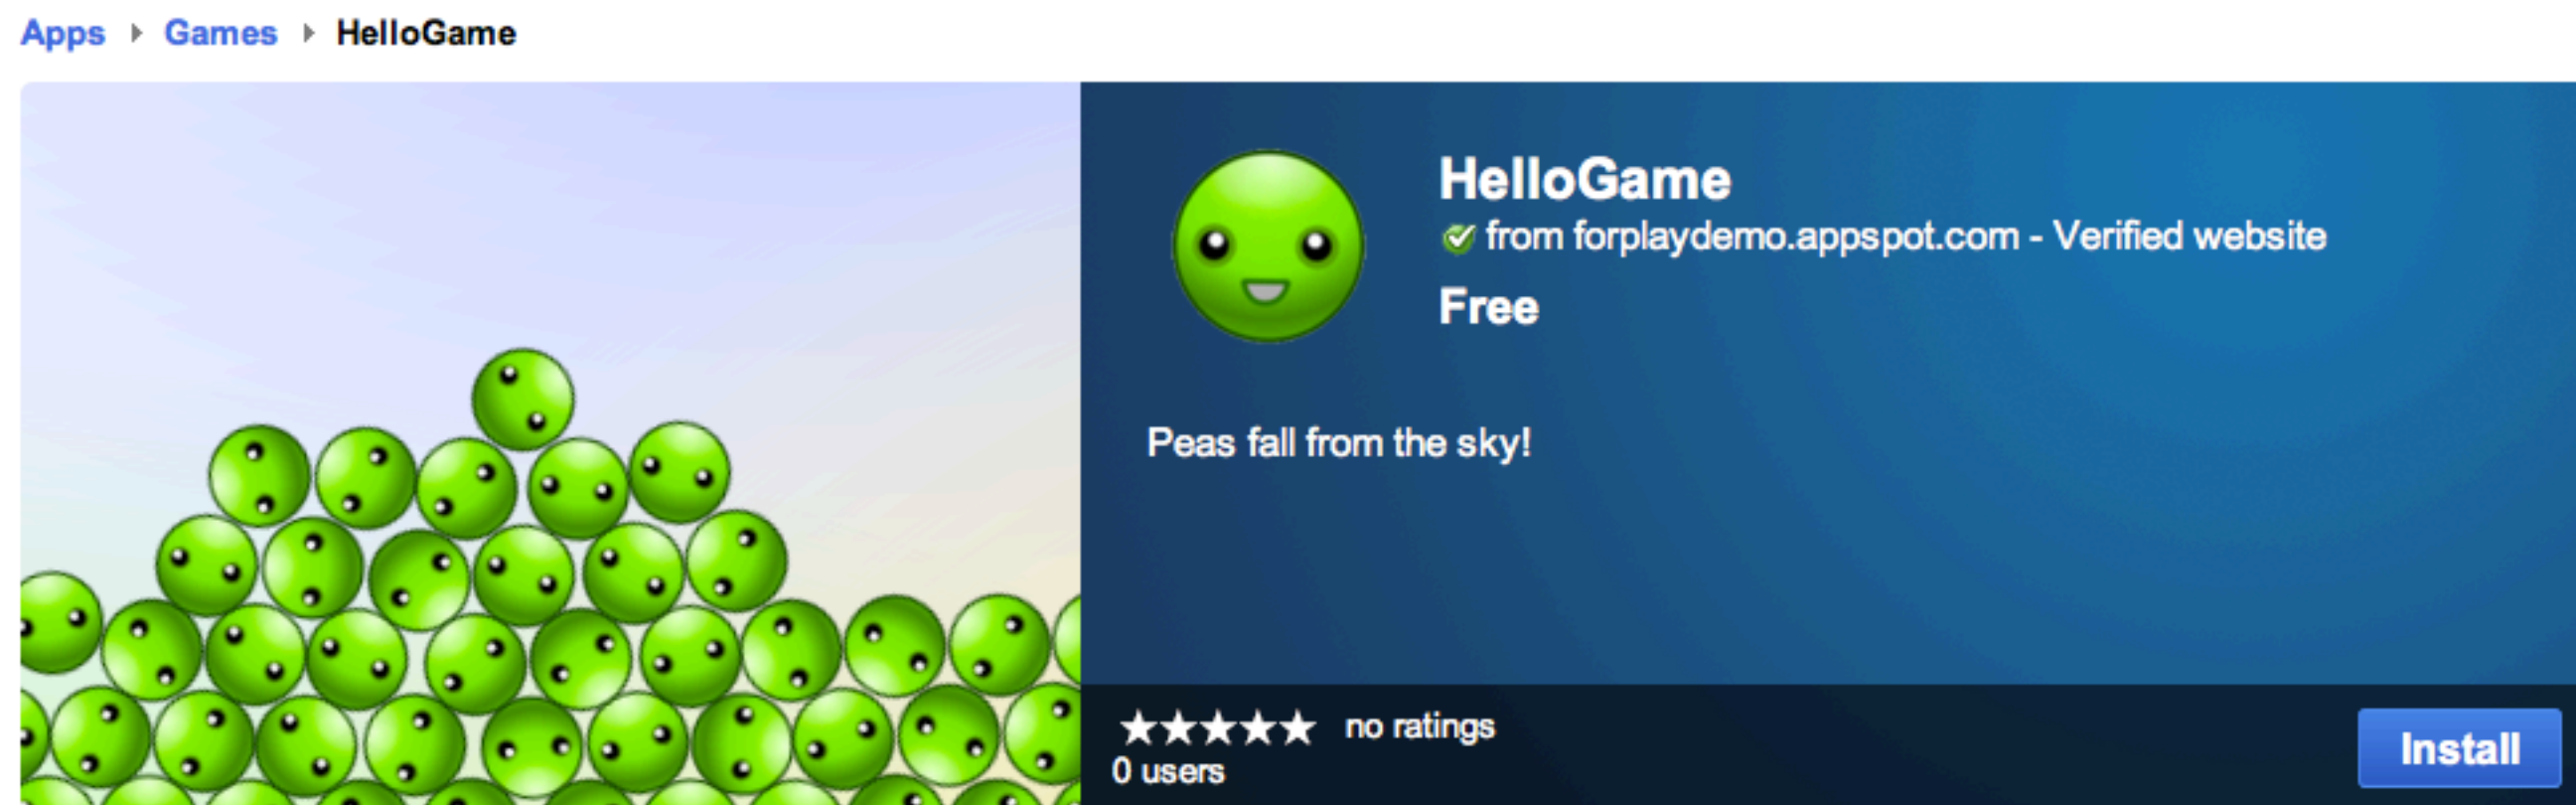 Apps Games HelloGame
HelloGame
from forplaydemo.appspot.com - Verified website
Free
Peas fall from the sky!
no ratings
0 users
Install